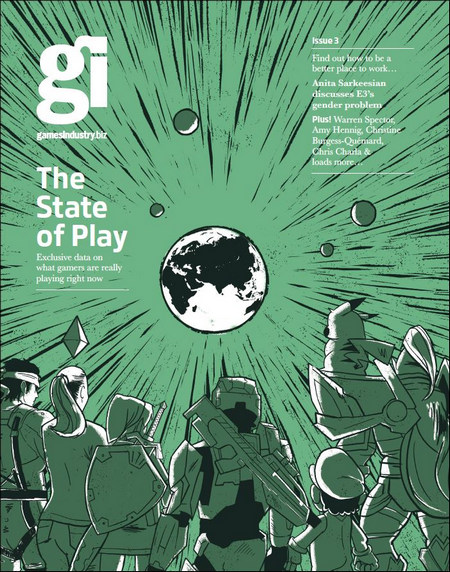 gi
gamesindustry.biz
The
State
of Play
Exclusive data on
what gamers are really
playing right now
Issue 3
Find out how to be a
better place to work...
Anita Sarkeesian
discusses E3's
gender problem
Plus! Warren Spector,
Amy Hennig, Christine
Burgess-Quémard,
Chris Charla &
loads more...